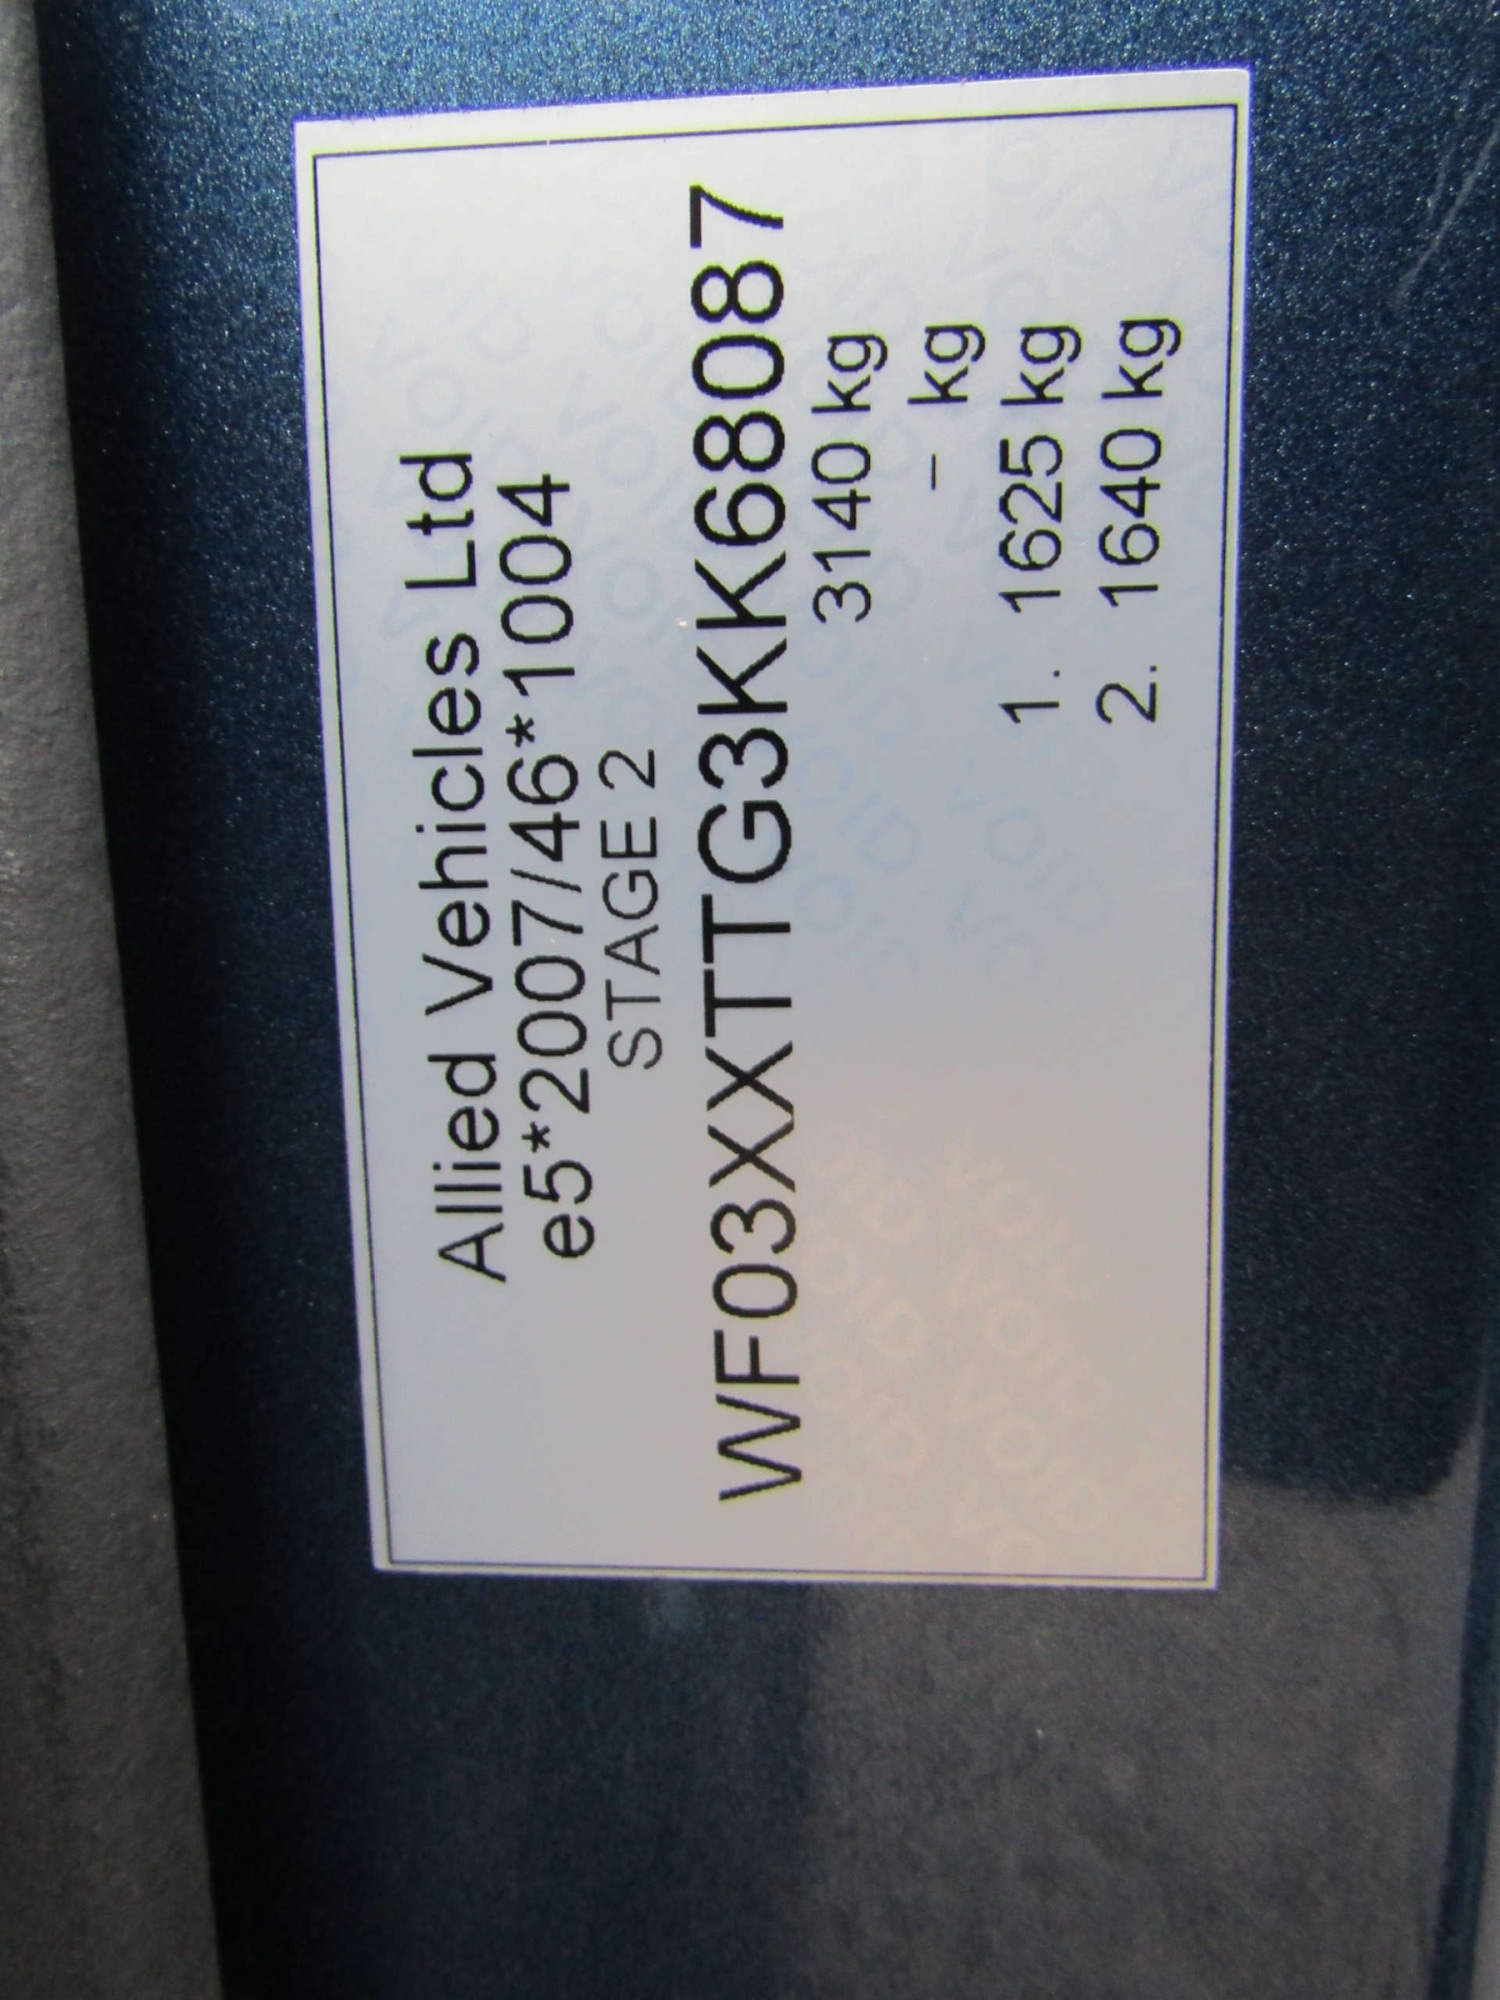 Allied Vehicles Ltd
e5*2007/46*1004
STAGE 2
WF03XXTTG3KK68087
3140 kg
- kg
1. 1625 kg
2. 1640 kg